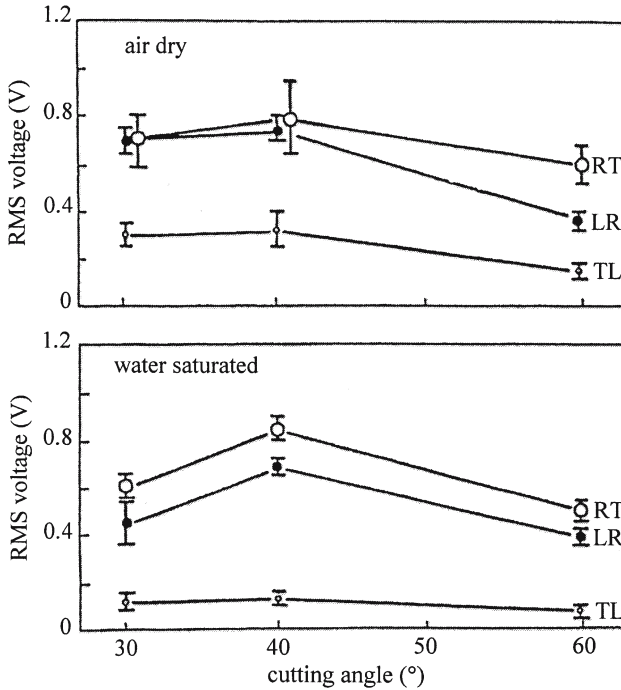 1.2
air dry
RMS voltage (V)
0.8
RT
0.4
LR
TL
0
1.2
water saturated
RMS voltage (V)
0.8
RT
0.4
LR
TL
0
30 40 50 60
cutting angle (°)